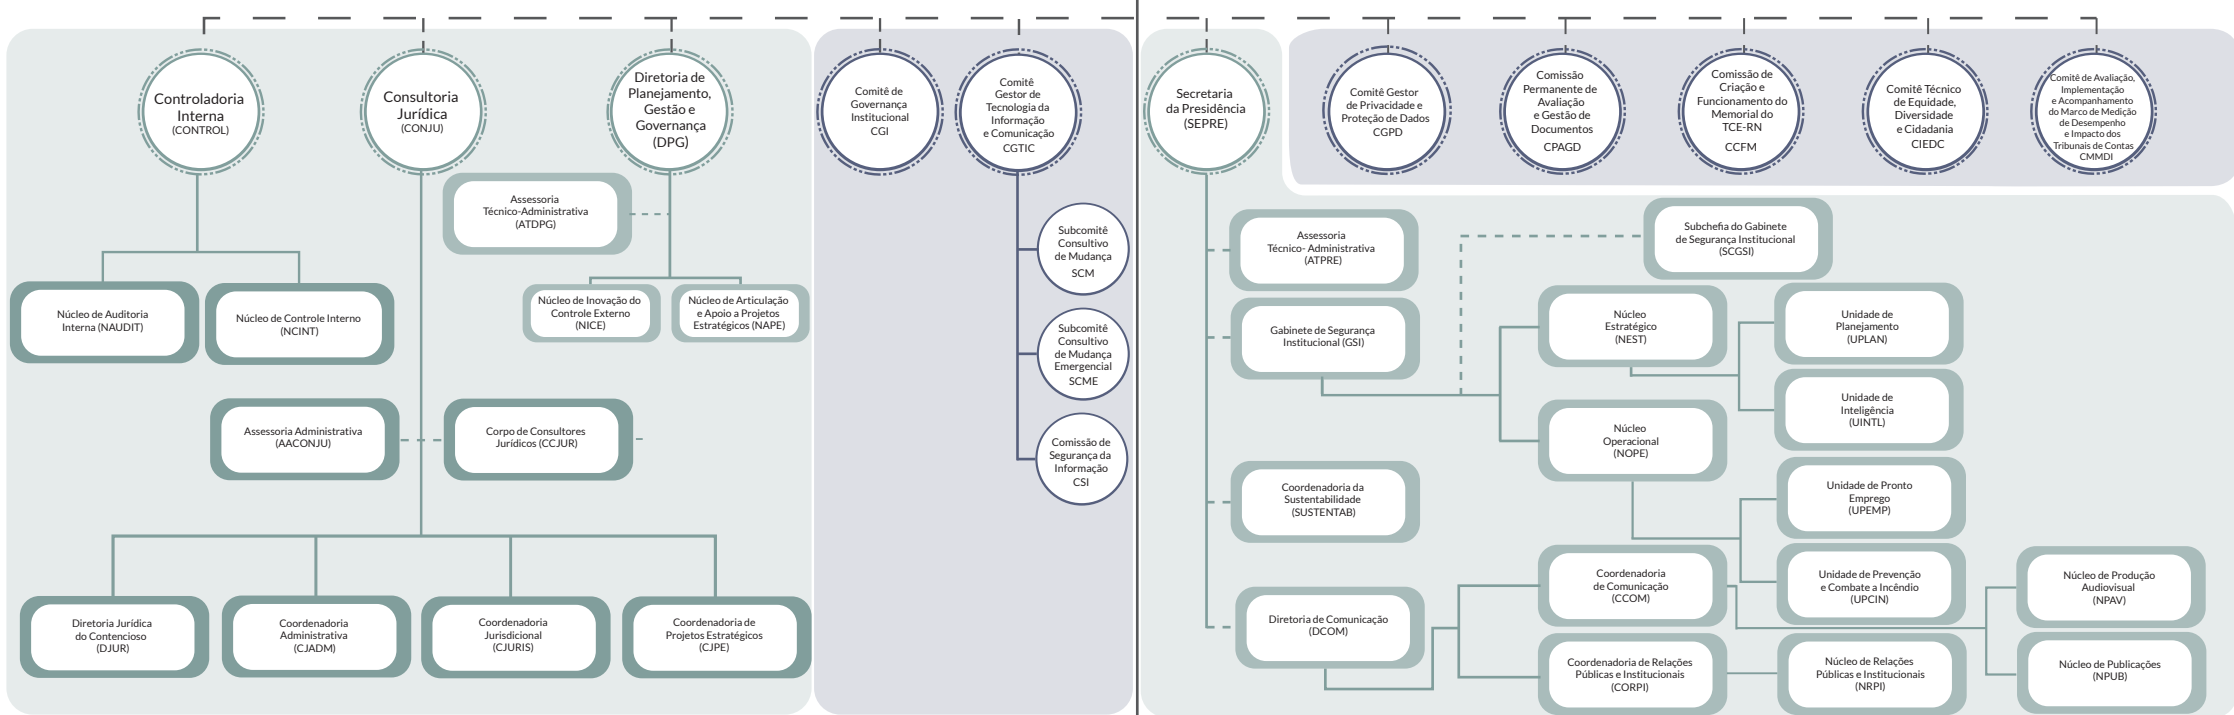 Controladoria
Interna
(CONTROL)
Consultoria
Jurídica
(CONJU)
Diretoria de
Planejamento,
Gestão e
Governança
(DPG)
Comitê de
Governança
Institucional
CGI
Comitê
Gestor de
Tecnologia da
Informação
e Comunicação
CGTIC
Secretaria
da Presidência
(SEPRE)
Comitê Gestor
de Privacidade e
Proteção de Dados
CGPD
Comissão
Permanente de
Avaliação
e Gestão de
Documentos
CPAGD
Comissão de
Criação e
Funcionamento do
Memorial do
TCE-RN
CCFM
Comitê Técnico
de Equidade,
Diversidade
e Cidadania
CIEDC
Comitê de Avaliação,
Implementação
e Acompanhamento
do Marco de Medição
de Desempenho
e Impacto dos
Tribunais de Contas
CMMDI
Assessoria
Técnico-Administrativa
(ATDPG)
Núcleo de Auditoria
Interna (NAUDIT)
Núcleo de Controle Interno
(NCINT)
Núcleo de Inovação do
Controle Externo
(NICE)
Núcleo de Articulação
e Apoio a Projetos
Estratégicos (NAPE)
Assessoria Administrativa
(AACONJU)
Corpo de Consultores
Jurídicos (CCJUR)
Diretoria Jurídica
do Contencioso
(DJUR)
Coordenadoria
Administrativa
(CJADM)
Coordenadoria
Jurisdicional
(CJURIS)
Coordenadoria de
Projetos Estratégicos
(CJPE)
Subcomitê
Consultivo
de Mudança
SCM
Subcomitê
Consultivo
de Mudança
Emergencial
SCME
Comissão de
Segurança da
Informação
CSI
Assessoria
Técnico- Administrativa
(ATPRE)
Gabinete de Segurança
Institucional (GSI)
Coordenadoria da
Sustentabilidade
(SUSTENTAB)
Diretoria de Comunicação
(DCOM)
Subchefia do Gabinete
de Segurança Institucional
(SCGSI)
Núcleo
Estratégico
(NEST)
Núcleo
Operacional
(NOPE)
Unidade de
Planejamento
(UPLAN)
Unidade de
Inteligência
(UINTL)
Unidade de Pronto
Emprego
(UPEMP)
Unidade de Prevenção
e Combate a Incêndio
(UPCIN)
Coordenadoria
de Comunicação
(CCOM)
Coordenadoria de Relações
Públicas e Institucionais
(CORPI)
Núcleo de Relações
Públicas e Institucionais
(NRPI)
Núcleo de Produção
Audiovisual
(NPAV)
Núcleo de Publicações
(NPUB)